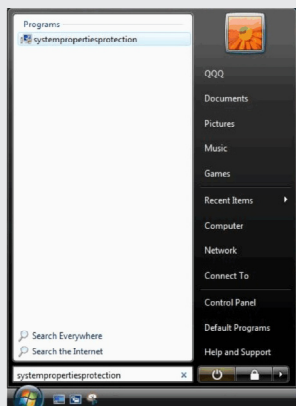 Programs
systempropertiesprotection
QQQ
Documents
Pictures
Music
Games
Recent Items
Computer
Network
Connect To
Control Panel
Default Programs
Help and Support
Search Everywhere
Search the Internet
systempropertiesprotection